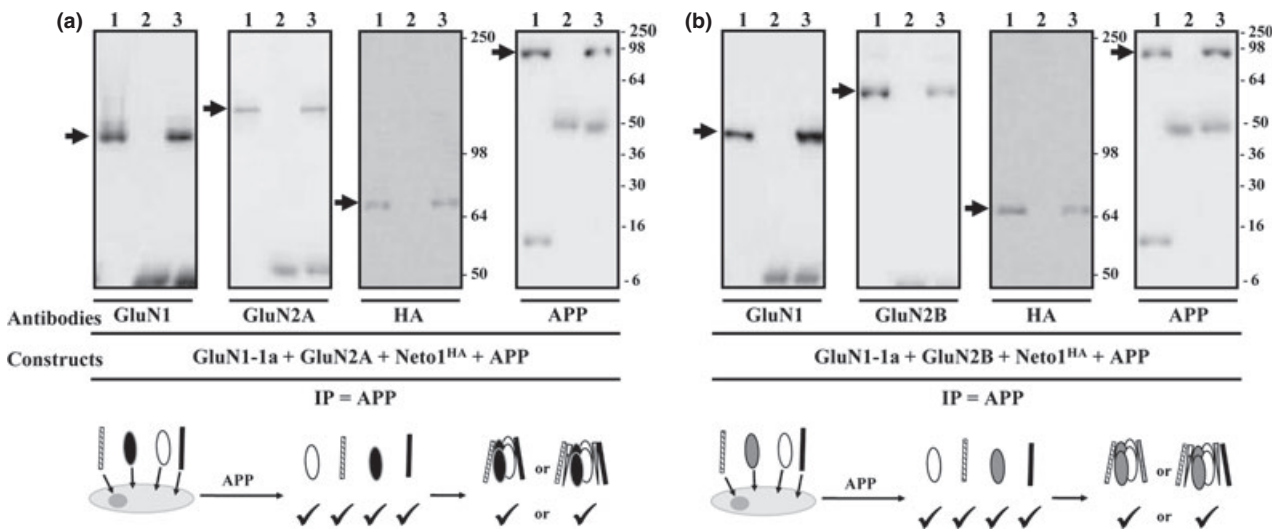 (a) 1 2 3 1 2 3 1 2 3 1 2 3
250
98
64
50
250
98
64
50
36
30
16
6
Antibodies GluN1 GluN2A HA APP
Constructs GluN1-1a + GluN2A + Neto1HA + APP
IP = APP
APP
or
or
(b) 1 2 3 1 2 3 1 2 3 1 2 3
250
98
64
50
250
98
64
50
36
30
16
6
GluN1 GluN2B HA APP
GluN1-1a + GluN2B + Neto1HA + APP
IP = APP
APP
or
or